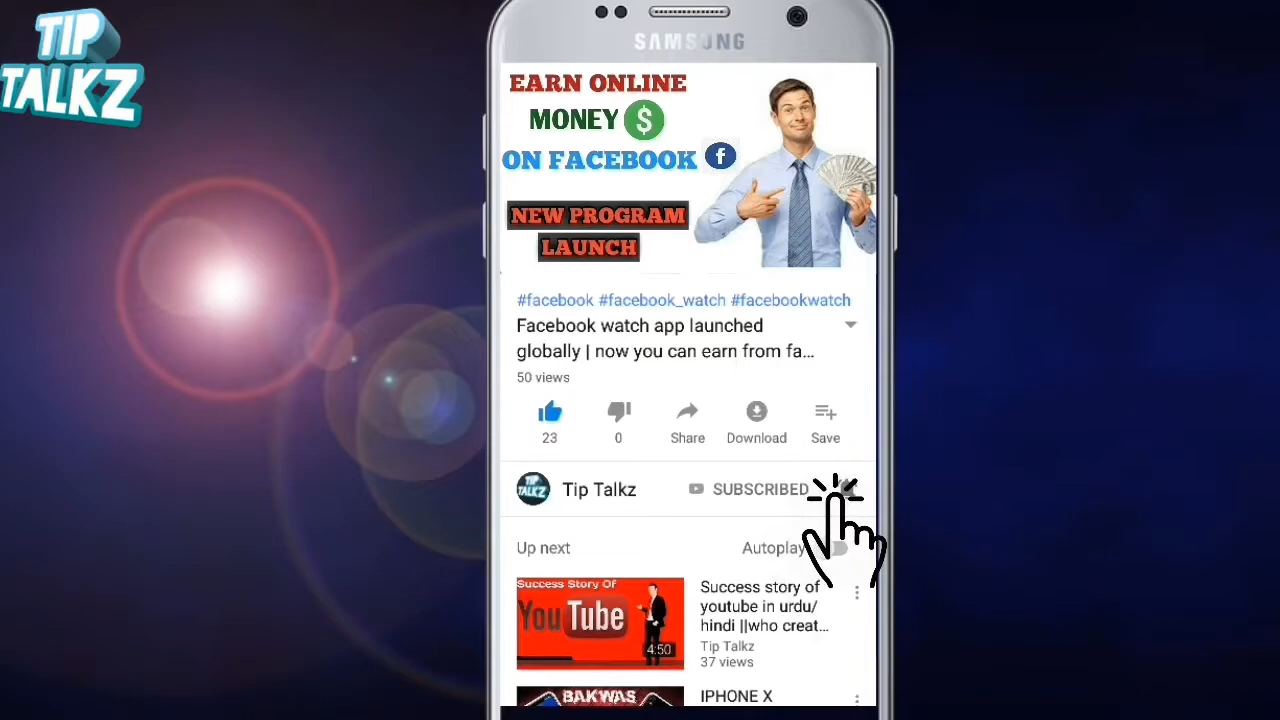 TIP
TALKZ
SAMSUNG
EARN ONLINE
MONEY $
ON FACEBOOK f
NEW PROGRAM
LAUNCH
#facebook #facebook_watch #facebookwatch
Facebook watch app launched
globally | now you can earn from fa...
50 views
23
0
Share
Download
Save
TIP
TALKZ
Tip Talkz
SUBSCRIBED
Up next
Autoplay
Success Story Of
YouTube
4:50
Success story of
youtube in urdu/
hindi ||who creat...
Tip Talkz
37 views
BAKWAS
IPHONE X